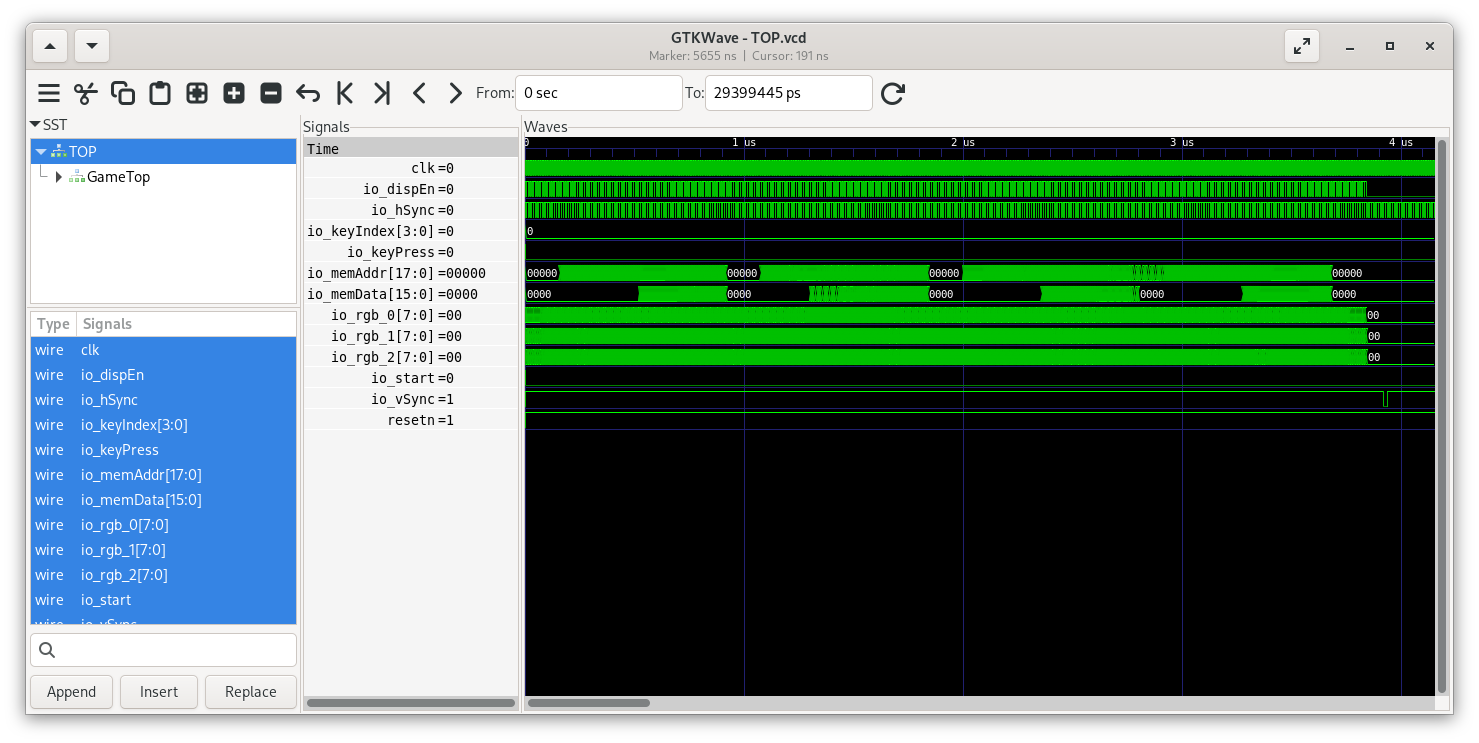 GTKWave - TOP.vcd
Marker: 5655 ns | Cursor: 191 ns
From: 0 sec To: 29399445 ps
SST
TOP
GameTop
Type Signals
wire clk
wire io_dispEn
wire io_hSync
wire io_keyIndex[3:0]
wire io_keyPress
wire io_memAddr[17:0]
wire io_memData[15:0]
wire io_rgb_0[7:0]
wire io_rgb_1[7:0]
wire io_rgb_2[7:0]
wire io_start
wire io_vSync
Append Insert Replace
Signals
Time
clk=0
io_dispEn=0
io_hSync=0
io_keyIndex[3:0]=0
io_keyPress=0
io_memAddr[17:0]=00000
io_memData[15:0]=0000
io_rgb_0[7:0]=00
io_rgb_1[7:0]=00
io_rgb_2[7:0]=00
io_start=0
io_vSync=1
resetn=1
Waves
0 1 us 2 us 3 us 4 us
0
00000 00000 00000 00000
0000 0000 0000 0000 0000
00
00
00